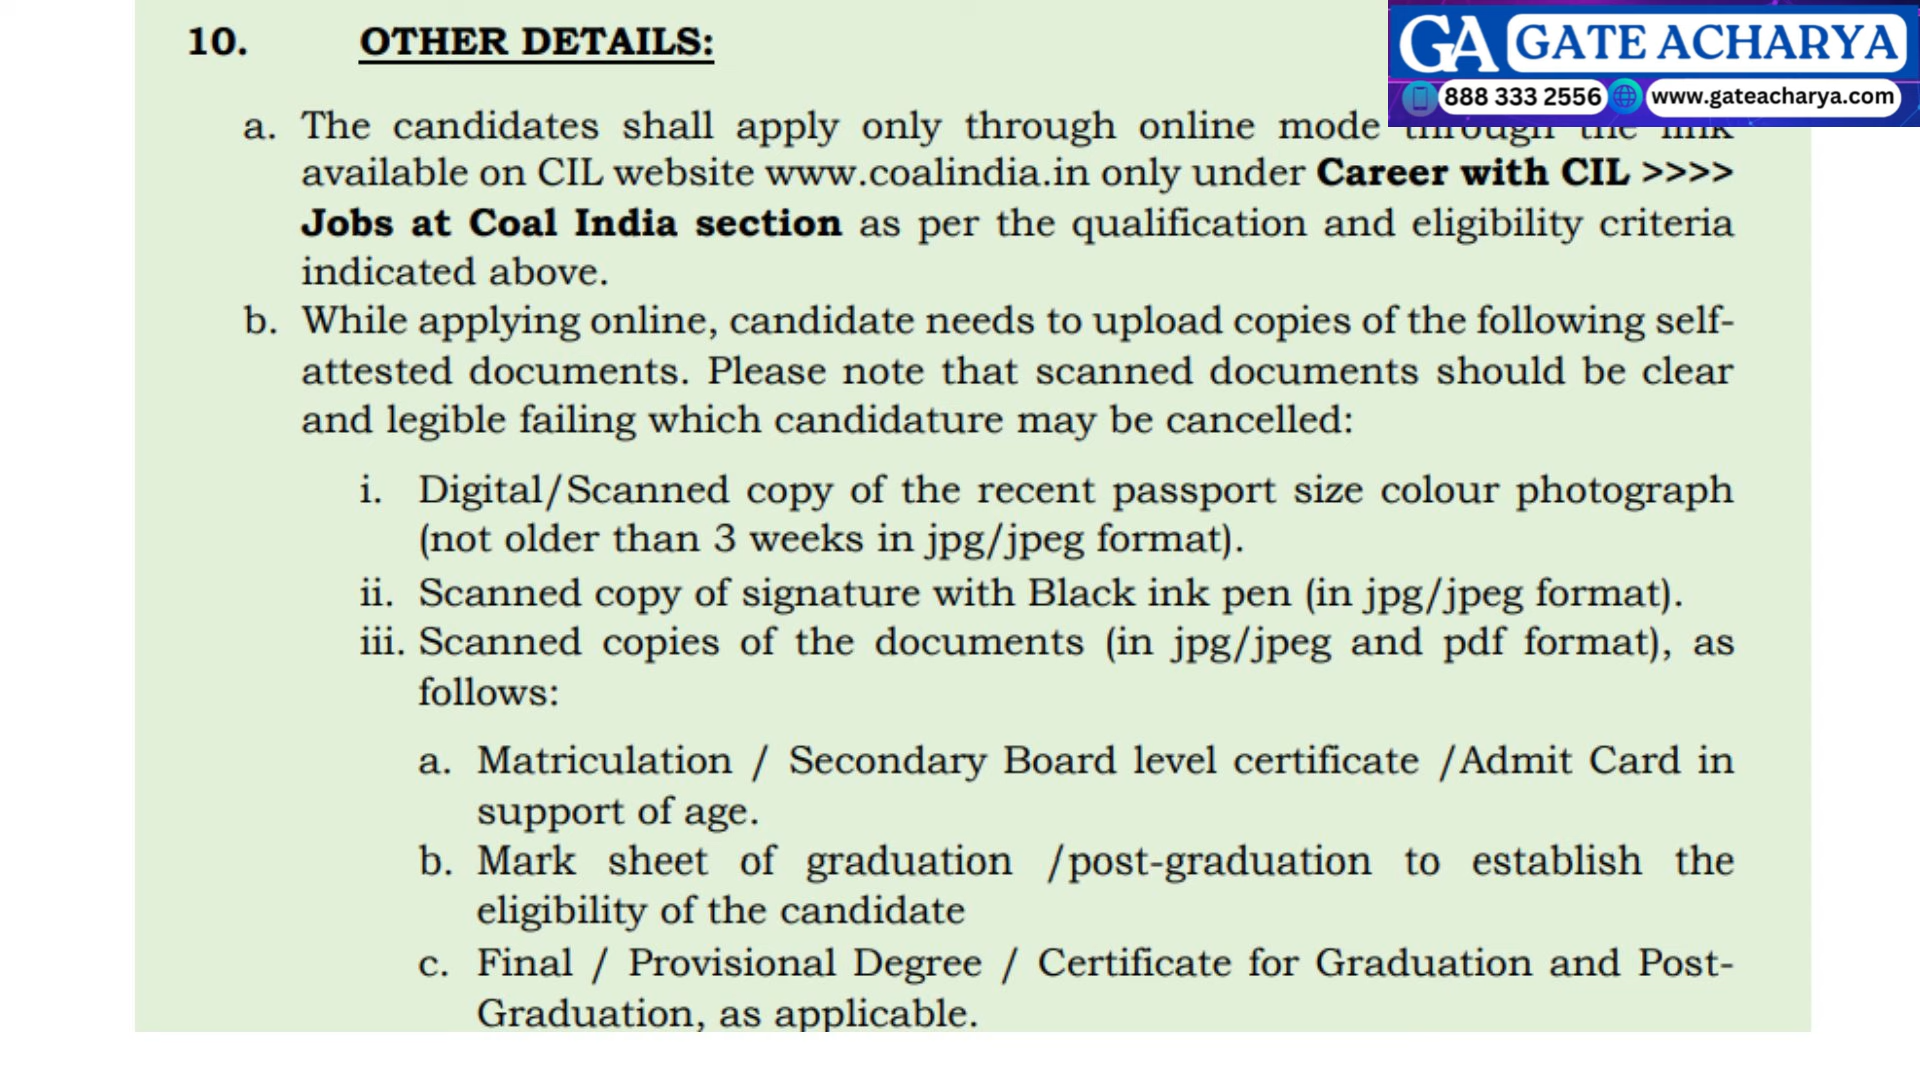 10. OTHER DETAILS:
GA GATE ACHARYA
888 333 2556 www.gateacharya.com
a. The candidates shall apply only through online mode through the link
available on CIL website www.coalindia.in only under Career with CIL >>>>
Jobs at Coal India section as per the qualification and eligibility criteria
indicated above.
b. While applying online, candidate needs to upload copies of the following self-
attested documents. Please note that scanned documents should be clear
and legible failing which candidature may be cancelled:
i. Digital/Scanned copy of the recent passport size colour photograph
(not older than 3 weeks in jpg/jpeg format).
ii. Scanned copy of signature with Black ink pen (in jpg/jpeg format).
iii. Scanned copies of the documents (in jpg/jpeg and pdf format), as
follows:
a. Matriculation / Secondary Board level certificate /Admit Card in
support of age.
b. Mark sheet of graduation /post-graduation to establish the
eligibility of the candidate
c. Final / Provisional Degree / Certificate for Graduation and Post-
Graduation, as applicable.